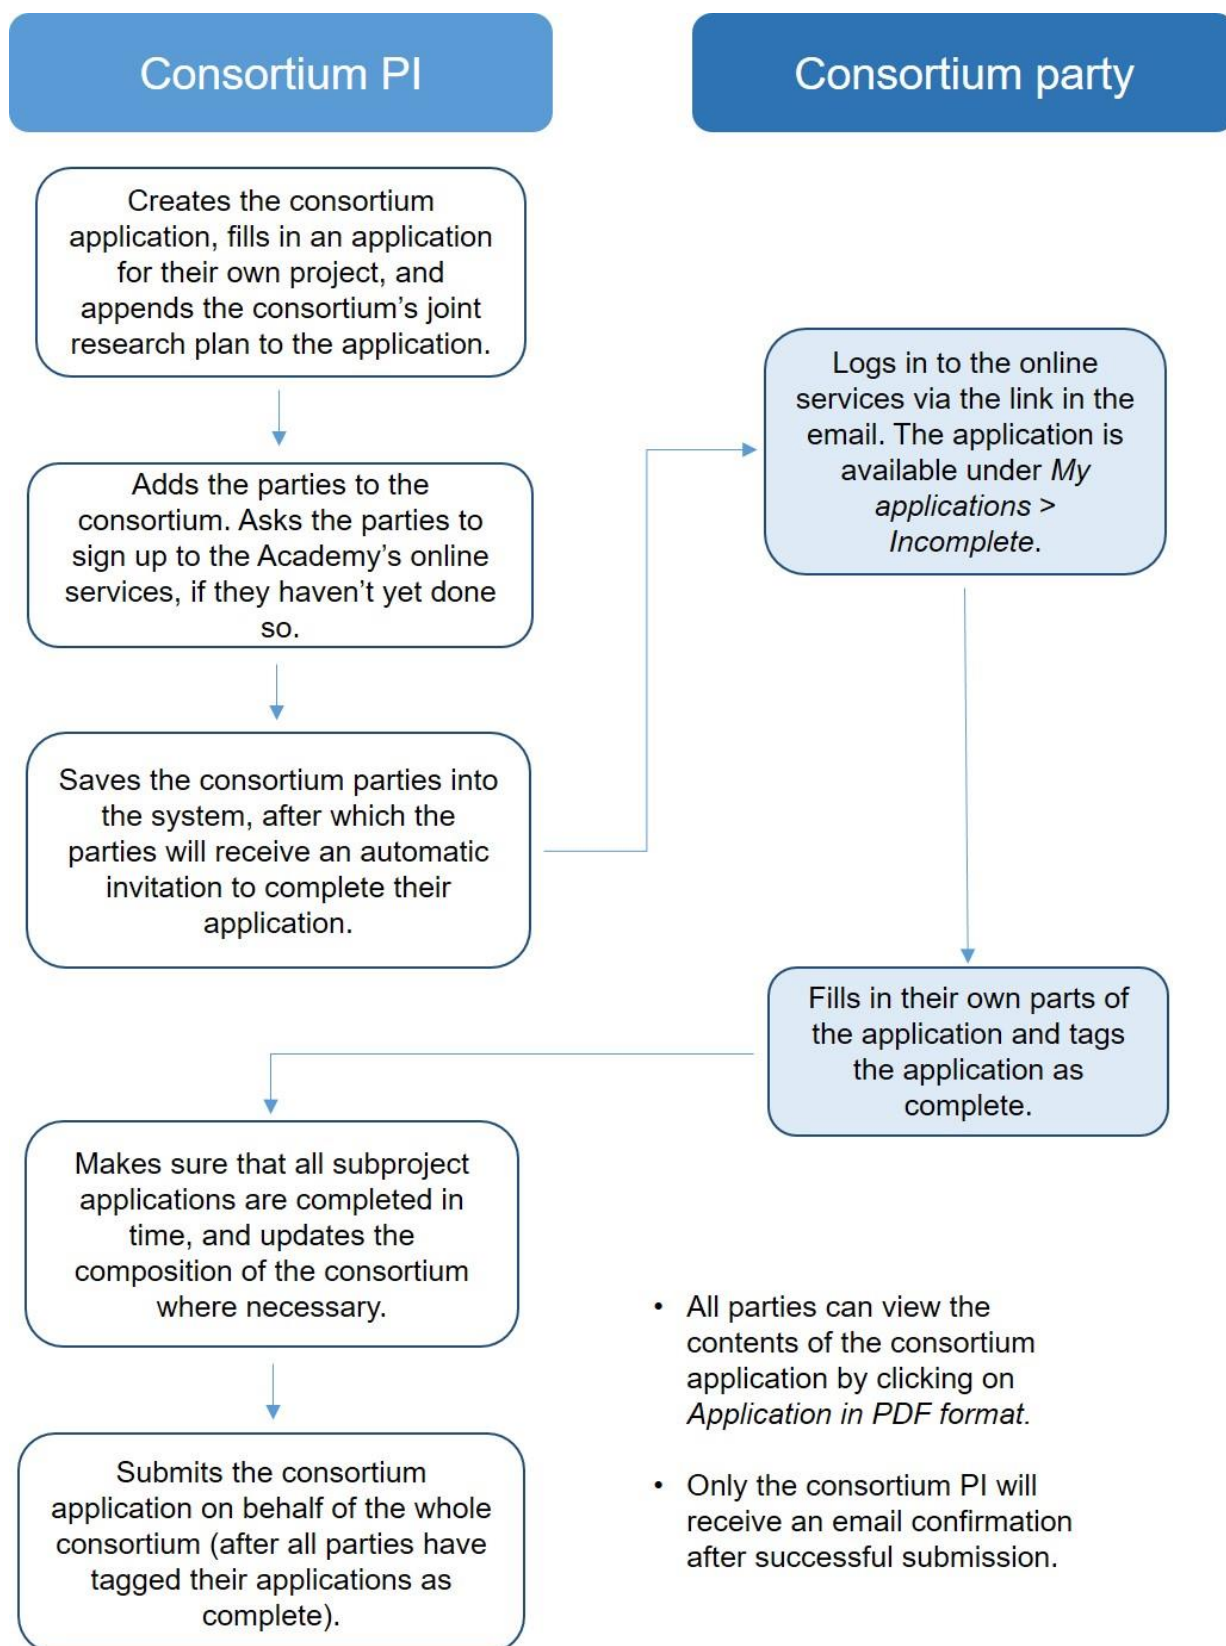 Consortium PI
Consortium party
Creates the consortium
application, fills in an application
for their own project, and
appends the consortium’s joint
research plan to the application.
Adds the parties to the
consortium. Asks the parties to
sign up to the Academy’s online
services, if they haven’t yet done
so.
Saves the consortium parties into
the system, after which the
parties will receive an automatic
invitation to complete their
application.
Logs in to the online
services via the link in the
email. The application is
available under My
applications >
Incomplete.
Fills in their own parts of
the application and tags
the application as
complete.
Makes sure that all subproject
applications are completed in
time, and updates the
composition of the consortium
where necessary.
Submits the consortium
application on behalf of the whole
consortium (after all parties have
tagged their applications as
complete).
• All parties can view the
contents of the consortium
application by clicking on
Application in PDF format.
• Only the consortium PI will
receive an email confirmation
after successful submission.